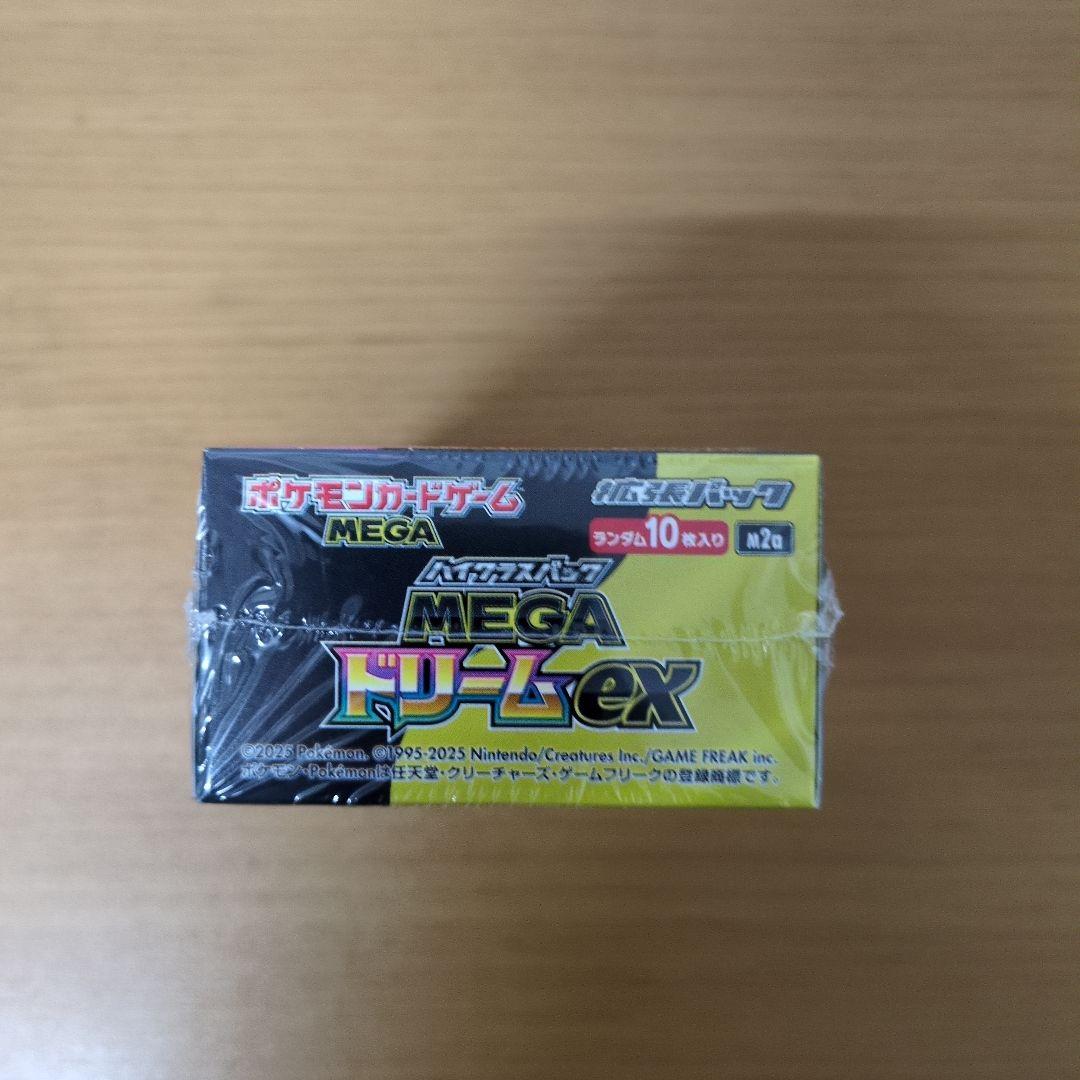 ポケモンカードゲーム
MEGA
拡張パック
ランダム10枚入り
M2a
ハイクラスパック
MEGA
ドリームex
©2025 Pokémon. ©1995-2025 Nintendo/Creatures Inc./GAME FREAK inc.
ポケモン・Pokémonは任天堂・クリーチャーズ・ゲームフリークの登録商標です。